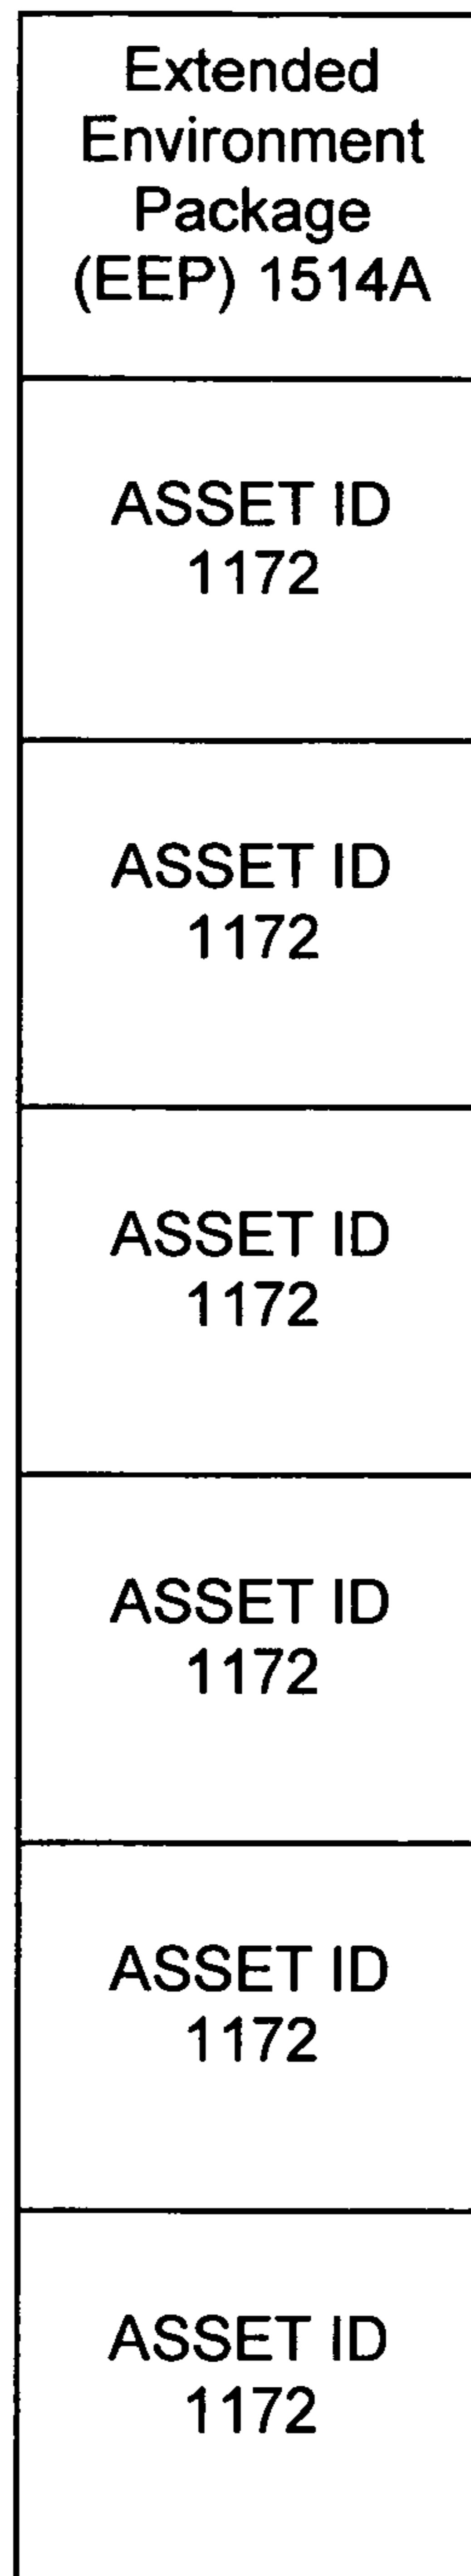 Extended
Environment
Package
(EEP) 1514A
ASSET ID
1172
ASSET ID
1172
ASSET ID
1172
ASSET ID
1172
ASSET ID
1172
ASSET ID
1172